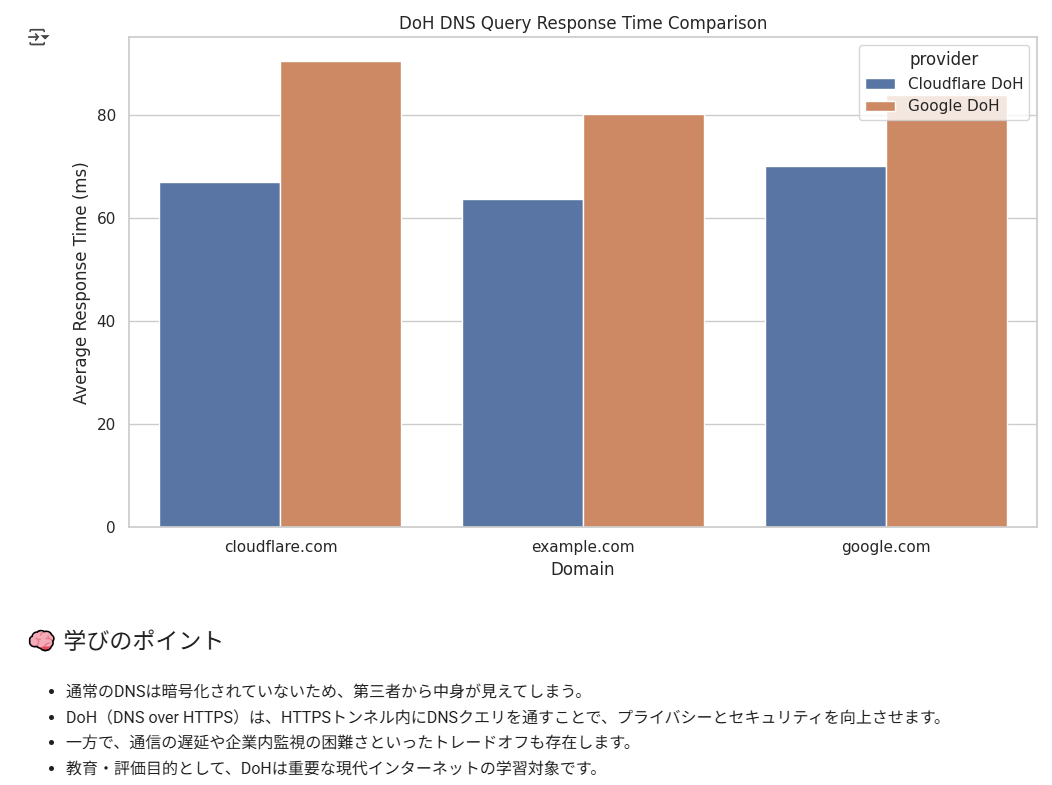 DoH DNS Query Response Time Comparison
provider
Cloudflare DoH
Google DoH
Average Response Time (ms)
80
60
40
20
0
cloudflare.com
example.com
google.com
Domain
🧠 学びのポイント
• 通常のDNSは暗号化されていないため、第三者から中身が見えてしまう。
• DoH（DNS over HTTPS）は、HTTPSトンネル内にDNSクエリを通すことで、プライバシーとセキュリティを向上させます。
• 一方で、通信の遅延や企業内監視の困難さといったトレードオフも存在します。
• 教育・評価目的として、DoHは重要な現代インターネットの学習対象です。